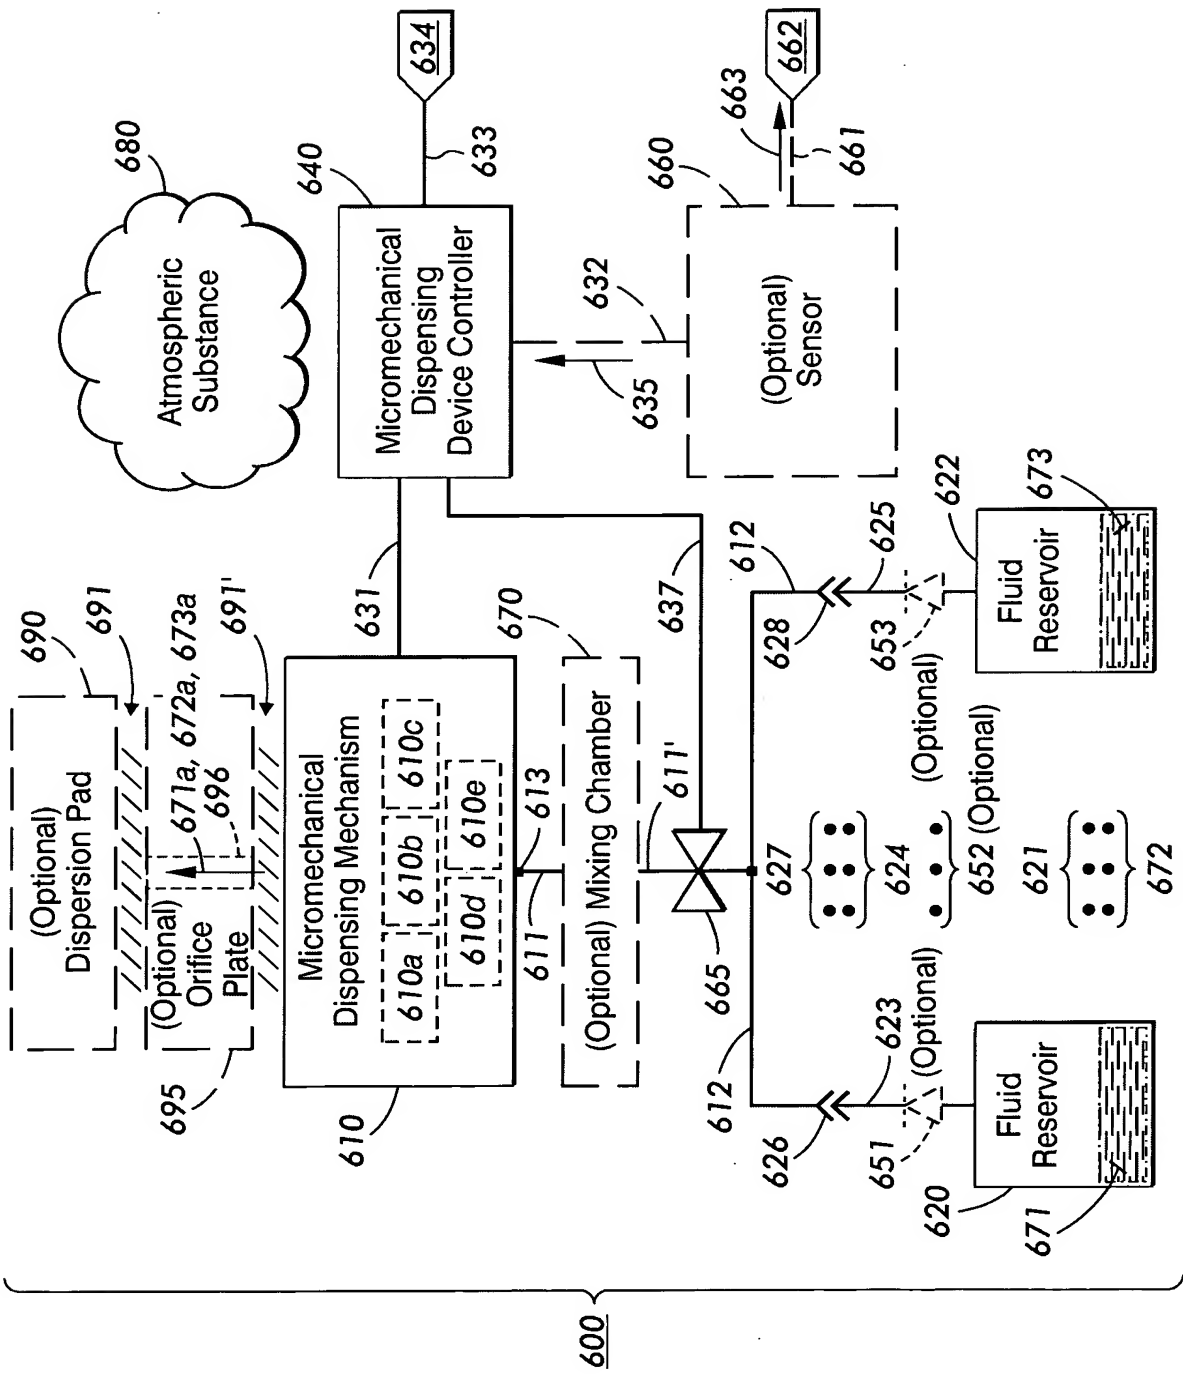 600
(Optional)
Dispersion Pad
690
691
(Optional)
Orifice
Plate
695
671a, 672a, 673a
696
691'
Atmospheric
Substance
680
Micromechanical
Dispensing Mechanism
610
610a
610b
610c
610d
610e
631
Micromechanical
Dispensing
Device Controller
640
633
634
613
611
(Optional) Mixing Chamber
670
611'
665
637
635
632
(Optional)
Sensor
660
663
661
662
612
612
626
627
628
623
624
625
651
(Optional)
652 (Optional)
653
(Optional)
620
621
622
Fluid
Reservoir
Fluid
Reservoir
671
672
673